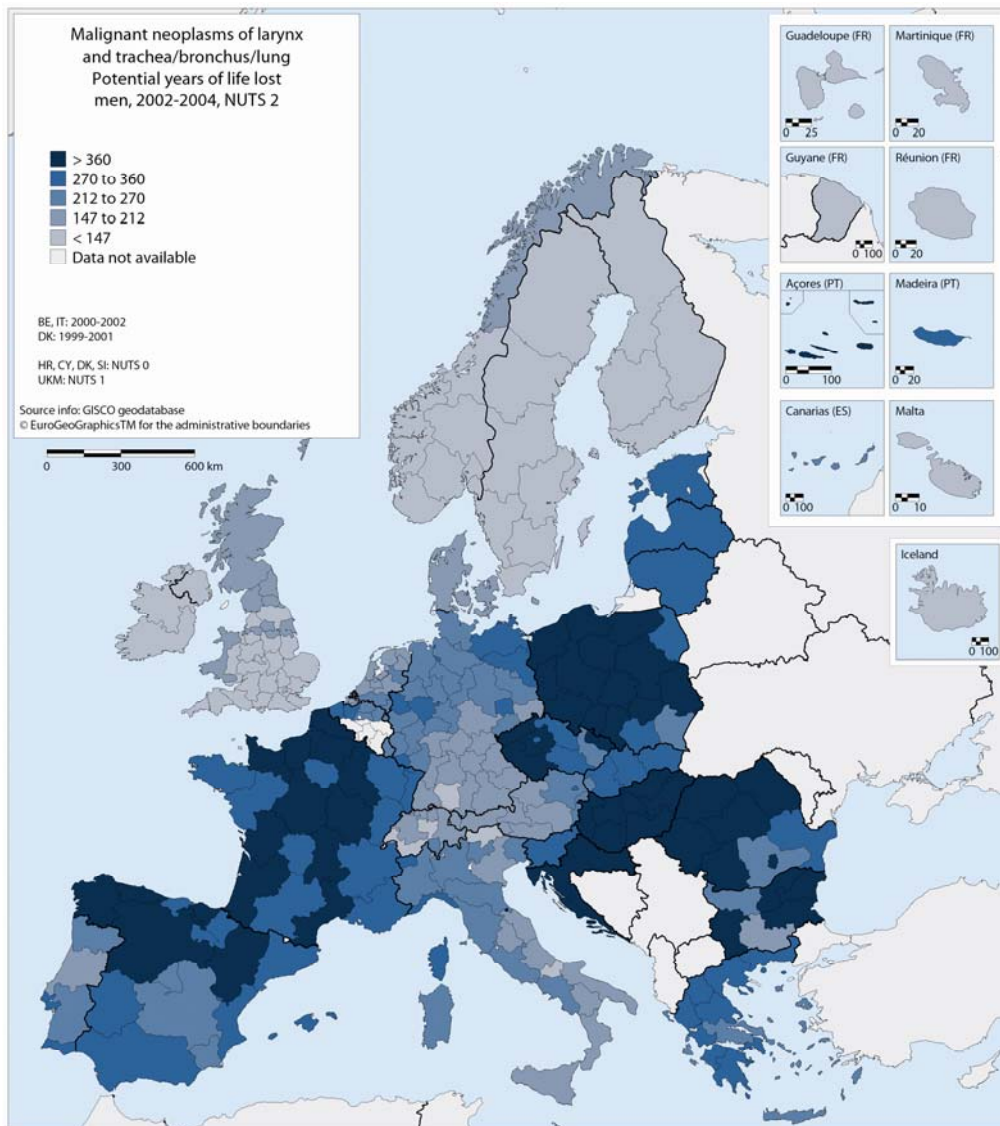 Malignant neoplasms of larynx
and trachea/bronchus/lung
Potential years of life lost
men, 2002-2004, NUTS 2
> 360
270 to 360
212 to 270
147 to 212
< 147
Data not available
BE, IT: 2000-2002
DK: 1999-2001
HR, CY, DK, SI: NUTS 0
UKM: NUTS 1
Source info: GISCO geodatabase
© EuroGeoGraphicsTM for the administrative boundaries
0 300 600 km
Guadeloupe (FR)
0 25
Martinique (FR)
0 20
Guyane (FR)
0 100
Réunion (FR)
0 20
Açores (PT)
0 100
Madeira (PT)
0 20
Canarias (ES)
0 100
Malta
0 10
Iceland
0 100